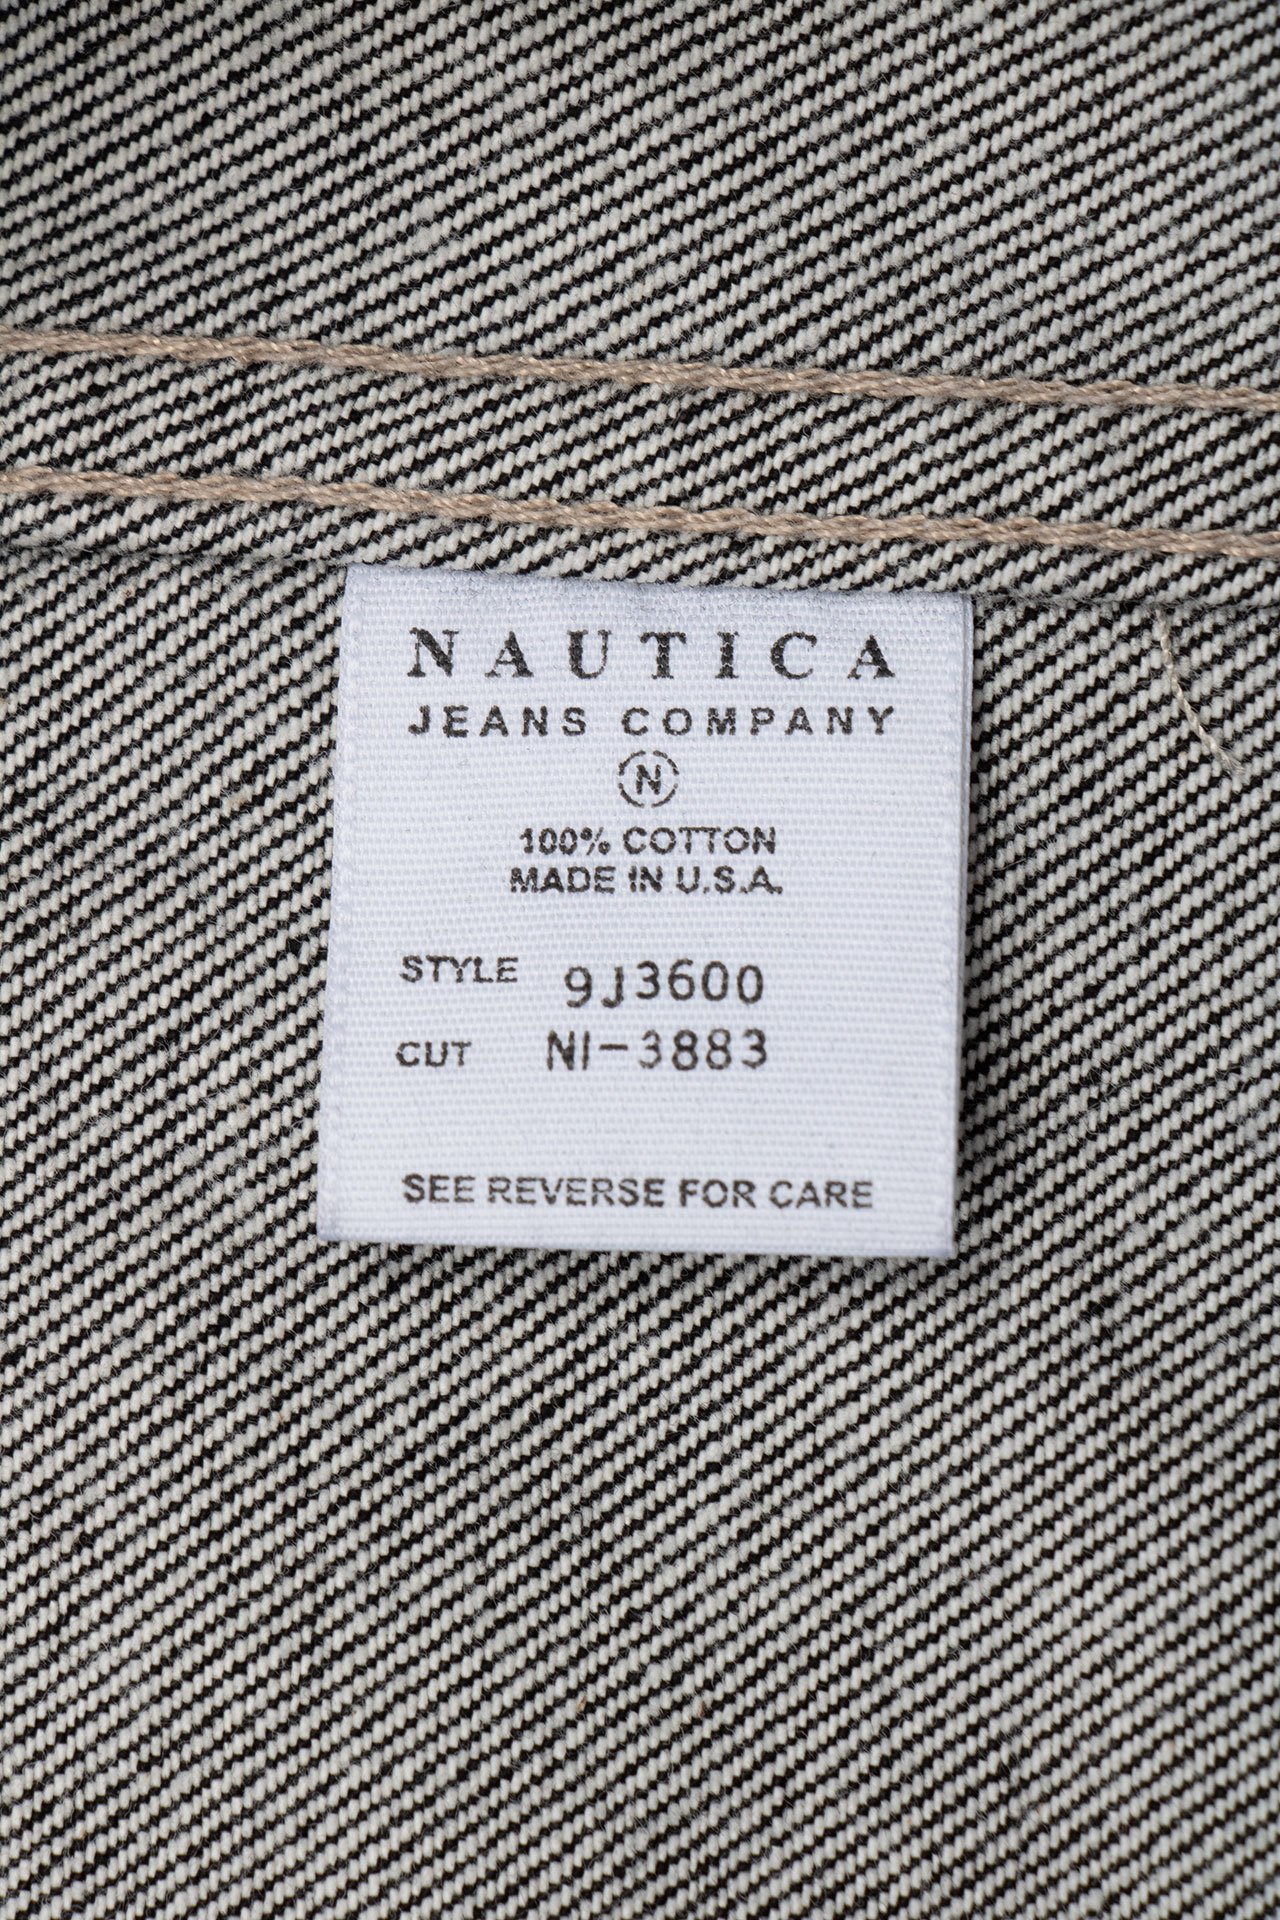 NAUTICA
JEANS COMPANY
N
100% COTTON
MADE IN U.S.A.
STYLE 9J3600
CUT NI-3883
SEE REVERSE FOR CARE